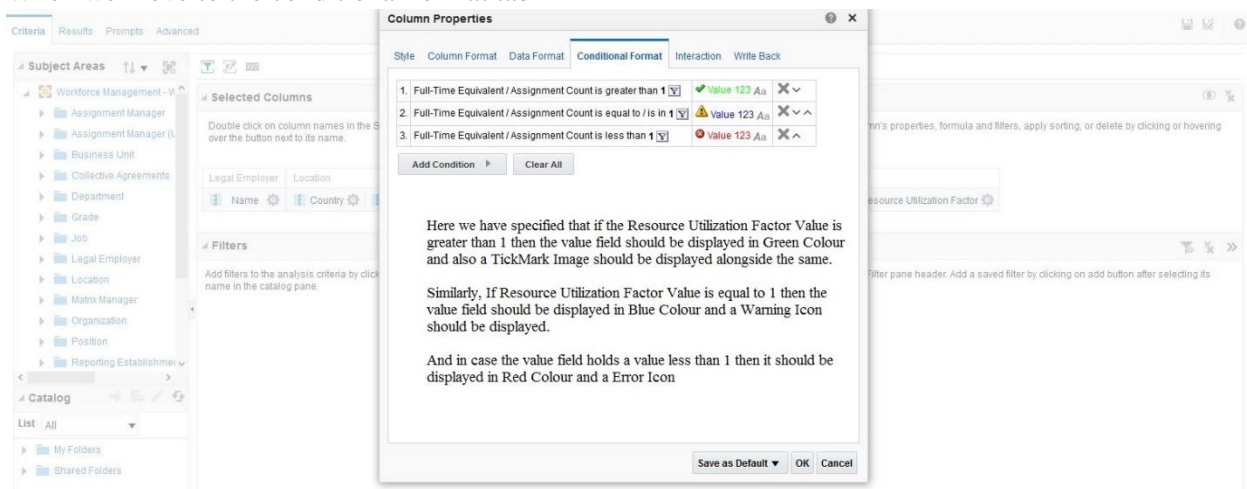 Column Properties
Criteria Results Prompts Advanced
Style Column Format Data Format Conditional Format Interaction Write Back
Subject Areas
Workforce Management - W
Assignment Manager
Assignment Manager (L
Business Unit
Collective Agreements
Department
Grade
Job
Legal Employer
Location
Matrix Manager
Organization
Position
Reporting Establishme
Catalog
List All
My Folders
Shared Folders
Selected Columns
Double click on column names in the S
over the button next to its name.
Legal Employer Location
Name Country
Filters
Add filters to the analysis criteria by click
name in the catalog pane.
1. Full-Time Equivalent / Assignment Count is greater than 1 Value 123 Aa
2. Full-Time Equivalent / Assignment Count is equal to / is in 1 Value 123 Aa
3. Full-Time Equivalent / Assignment Count is less than 1 Value 123 Aa
Add Condition Clear All
Here we have specified that if the Resource Utilization Factor Value is
greater than 1 then the value field should be displayed in Green Colour
and also a TickMark Image should be displayed alongside the same.
Similarly, If Resource Utilization Factor Value is equal to 1 then the
value field should be displayed in Blue Colour and a Warning Icon
should be displayed.
And in case the value field holds a value less than 1 then it should be
displayed in Red Colour and a Error Icon
Save as Default OK Cancel
mn's properties, formula and filters, apply sorting, or delete by clicking or hovering
esource Utilization Factor
Filter pane header. Add a saved filter by clicking on add button after selecting its